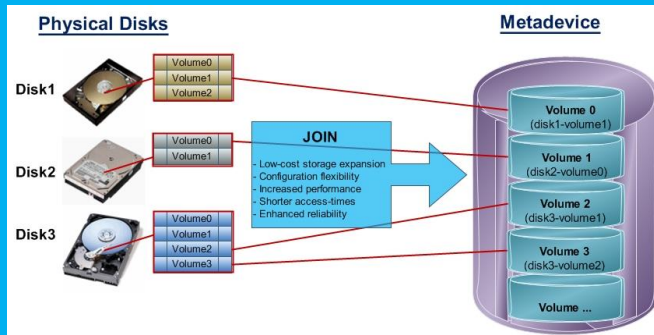 Physical Disks
Metadevice
Disk1
Volume0
Volume1
Volume2
Disk2
Volume0
Volume1
Disk3
Volume0
Volume1
Volume2
Volume3
JOIN
- Low-cost storage expansion
- Configuration flexibility
- Increased performance
- Shorter access-times
- Enhanced reliability
Volume 0
(disk1-volume1)
Volume 1
(disk2-volume0)
Volume 2
(disk3-volume1)
Volume 3
(disk3-volume2)
Volume ...